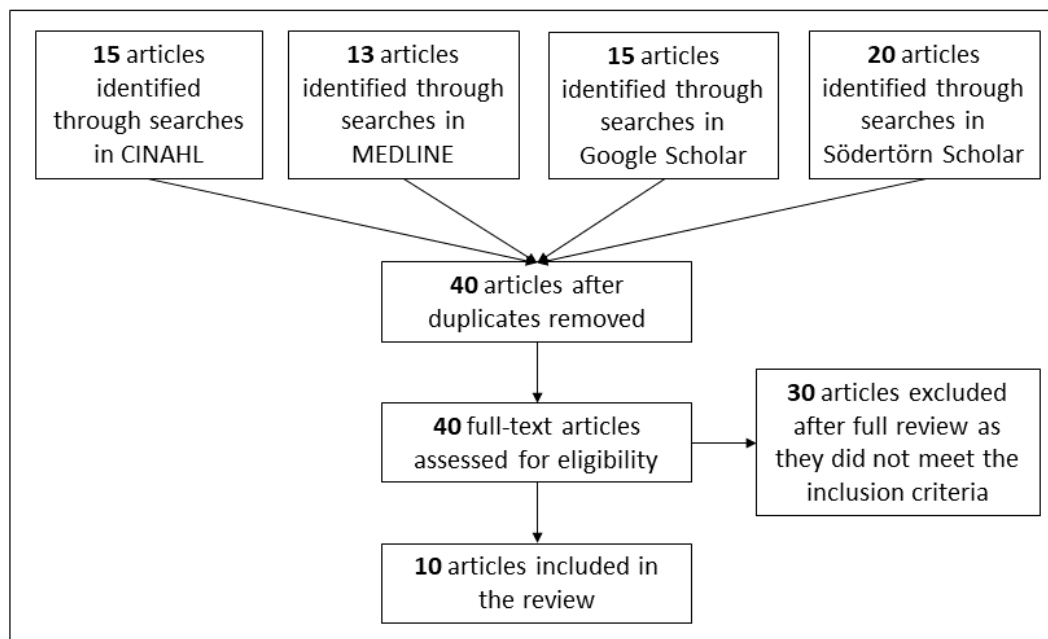 15 articles
identified
through searches
in CINAHL
13 articles
identified through
searches in
MEDLINE
15 articles
identified through
searches in
Google Scholar
20 articles
identified through
searches in
Södertörn Scholar
40 articles after
duplicates removed
40 full-text articles
assessed for eligibility
30 articles excluded
after full review as
they did not meet the
inclusion criteria
10 articles included in
the review